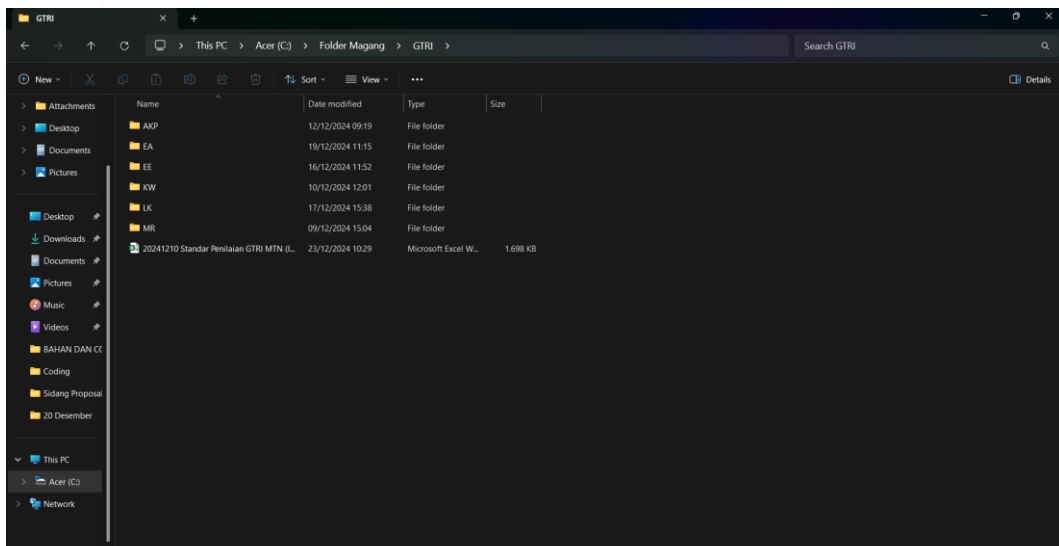 GTRI
This PC > Acer (C:) > Folder Magang > GTRI >
Search GTRI
New
Sort
View
Details
Name Date modified Type Size
AKP 12/12/2024 09:19 File folder
EA 19/12/2024 11:15 File folder
EE 16/12/2024 11:52 File folder
KW 10/12/2024 12:01 File folder
LK 17/12/2024 15:38 File folder
MR 09/12/2024 15:04 File folder
20241210 Standar Penilaian GTRI MTN (I... 23/12/2024 10:29 Microsoft Excel W... 1.698 KB
Attachments
Desktop
Documents
Pictures
Desktop
Downloads
Documents
Pictures
Music
Videos
BAHAN DAN CC
Coding
Sidang Proposal
20 Desember
This PC
Acer (C:)
Network